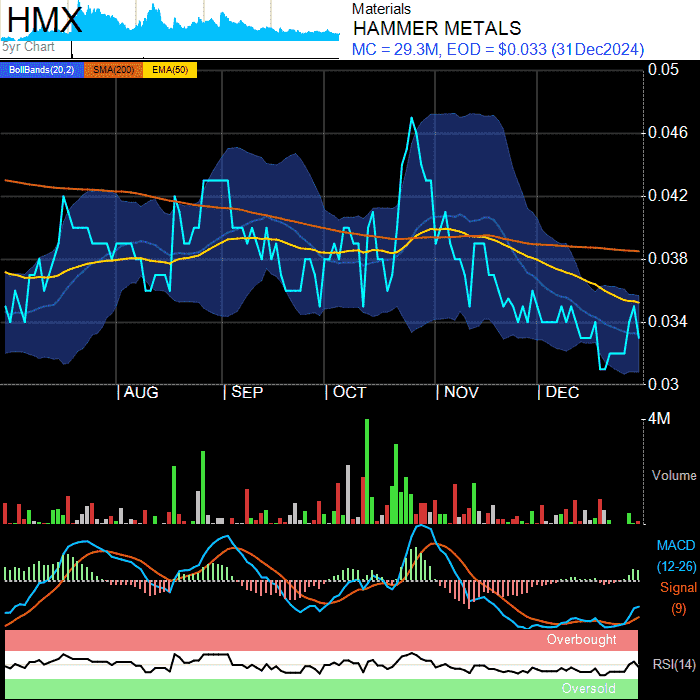 HMX
5yr Chart
Materials
HAMMER METALS
MC = 29.3M, EOD = $0.033 (31Dec2024)
BollBands(20,2) SMA(200) EMA(50)
0.05
0.046
0.042
0.038
0.034
0.03
AUG SEP OCT NOV DEC
4M
Volume
MACD
(12-26)
Signal
(9)
Overbought
RSI(14)
Oversold